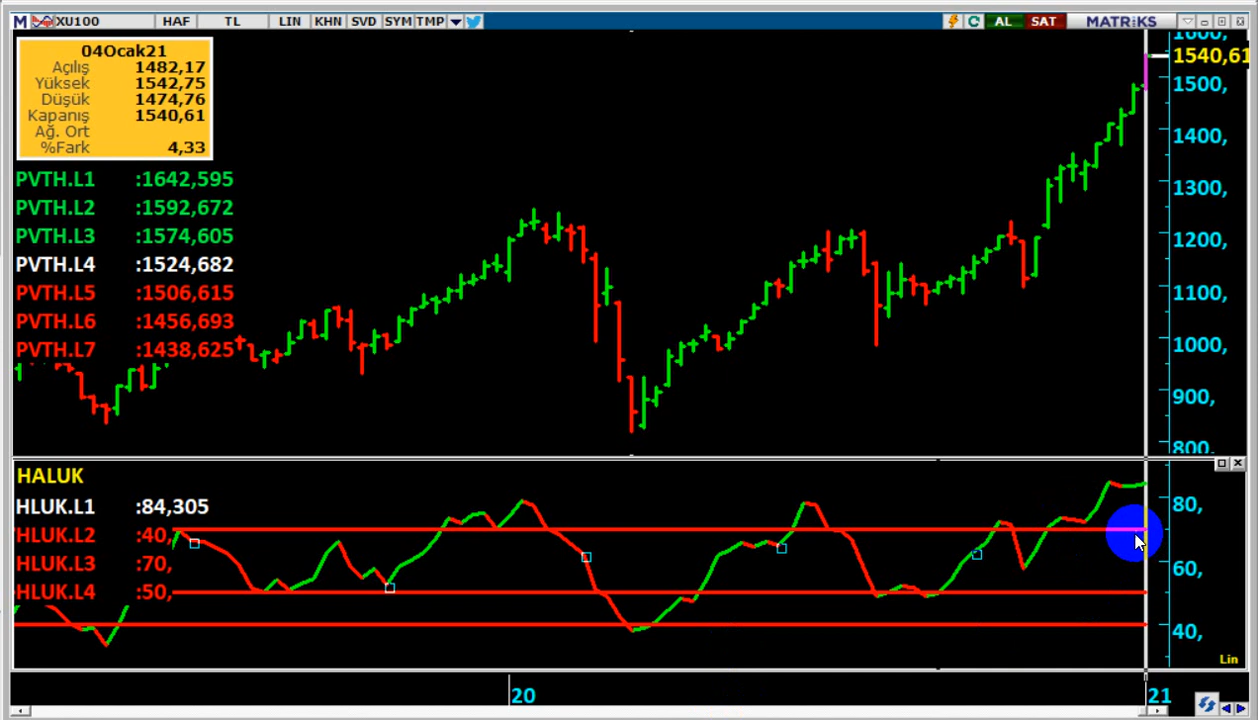 M XU100 HAF TL LIN KHN SVD SYM TMP AL SAT MATRİKS
04Ocak21
Açılış 1482,17
Yüksek 1542,75
Düşük 1474,76
Kapanış 1540,61
Ağ. Ort
%Fark 4,33
PVTH.L1 :1642,595
PVTH.L2 :1592,672
PVTH.L3 :1574,605
PVTH.L4 :1524,682
PVTH.L5 :1506,615
PVTH.L6 :1456,693
PVTH.L7 :1438,625
1600,
1540,61
1500,
1400,
1300,
1200,
1100,
1000,
900,
800,
HALUK
HLUK.L1 :84,305
HLUK.L2 :40,
HLUK.L3 :70,
HLUK.L4 :50,
80,
60,
40,
Lin
20 21